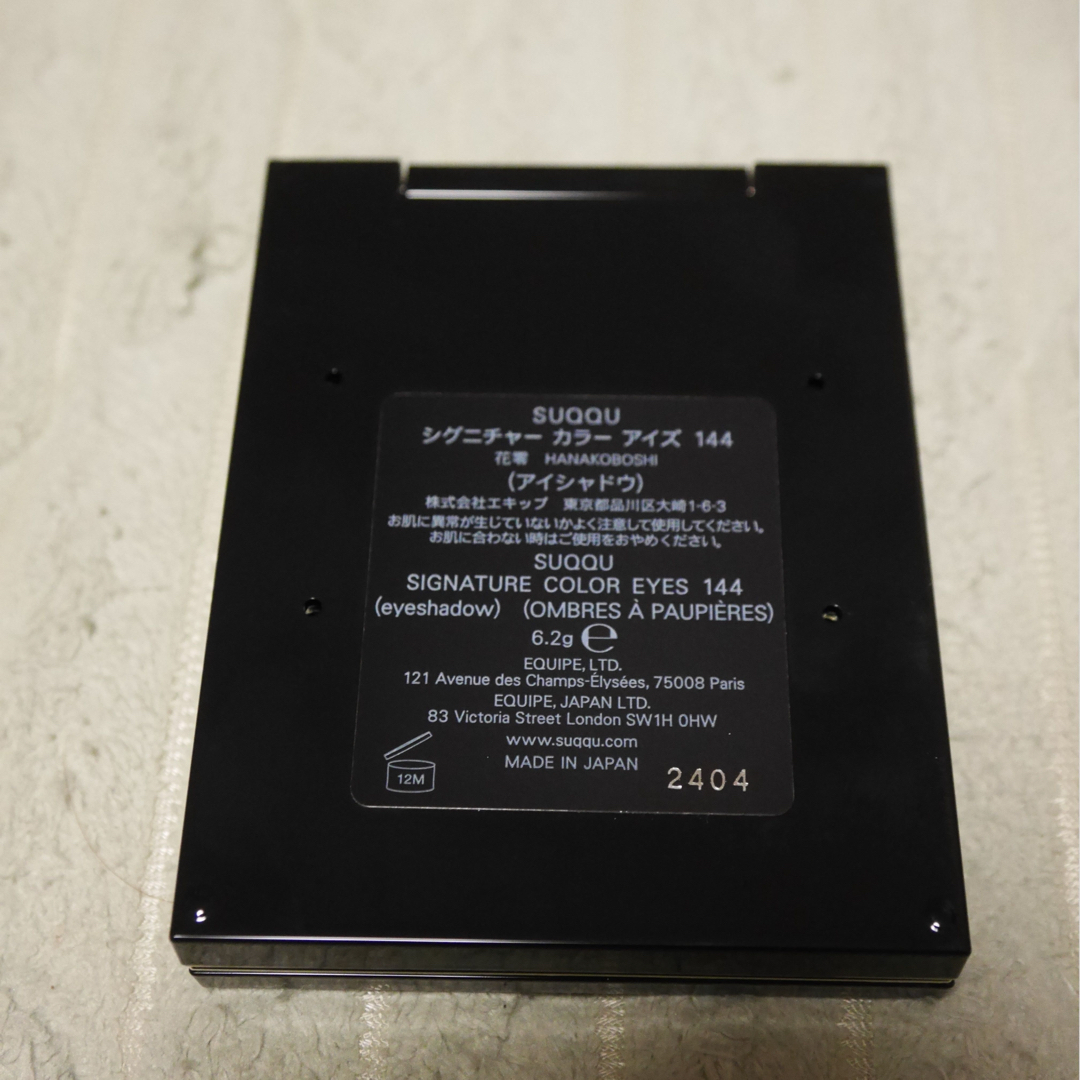 SUQQU
シグニチャー カラー アイズ 144
花零 HANAKOBOSHI
(アイシャドウ)
株式会社エキップ 東京都品川区大崎1-6-3
お肌に異常が生じていないかよく注意して使用してください。
お肌に合わない時はご使用をおやめください。
SUQQU
SIGNATURE COLOR EYES 144
(eyeshadow) (OMBRES À PAUPIÈRES)
6.2g ℮
EQUIPE, LTD.
121 Avenue des Champs-Élysées, 75008 Paris
EQUIPE, JAPAN LTD.
83 Victoria Street London SW1H 0HW
www.suqqu.com
MADE IN JAPAN
12M
2404